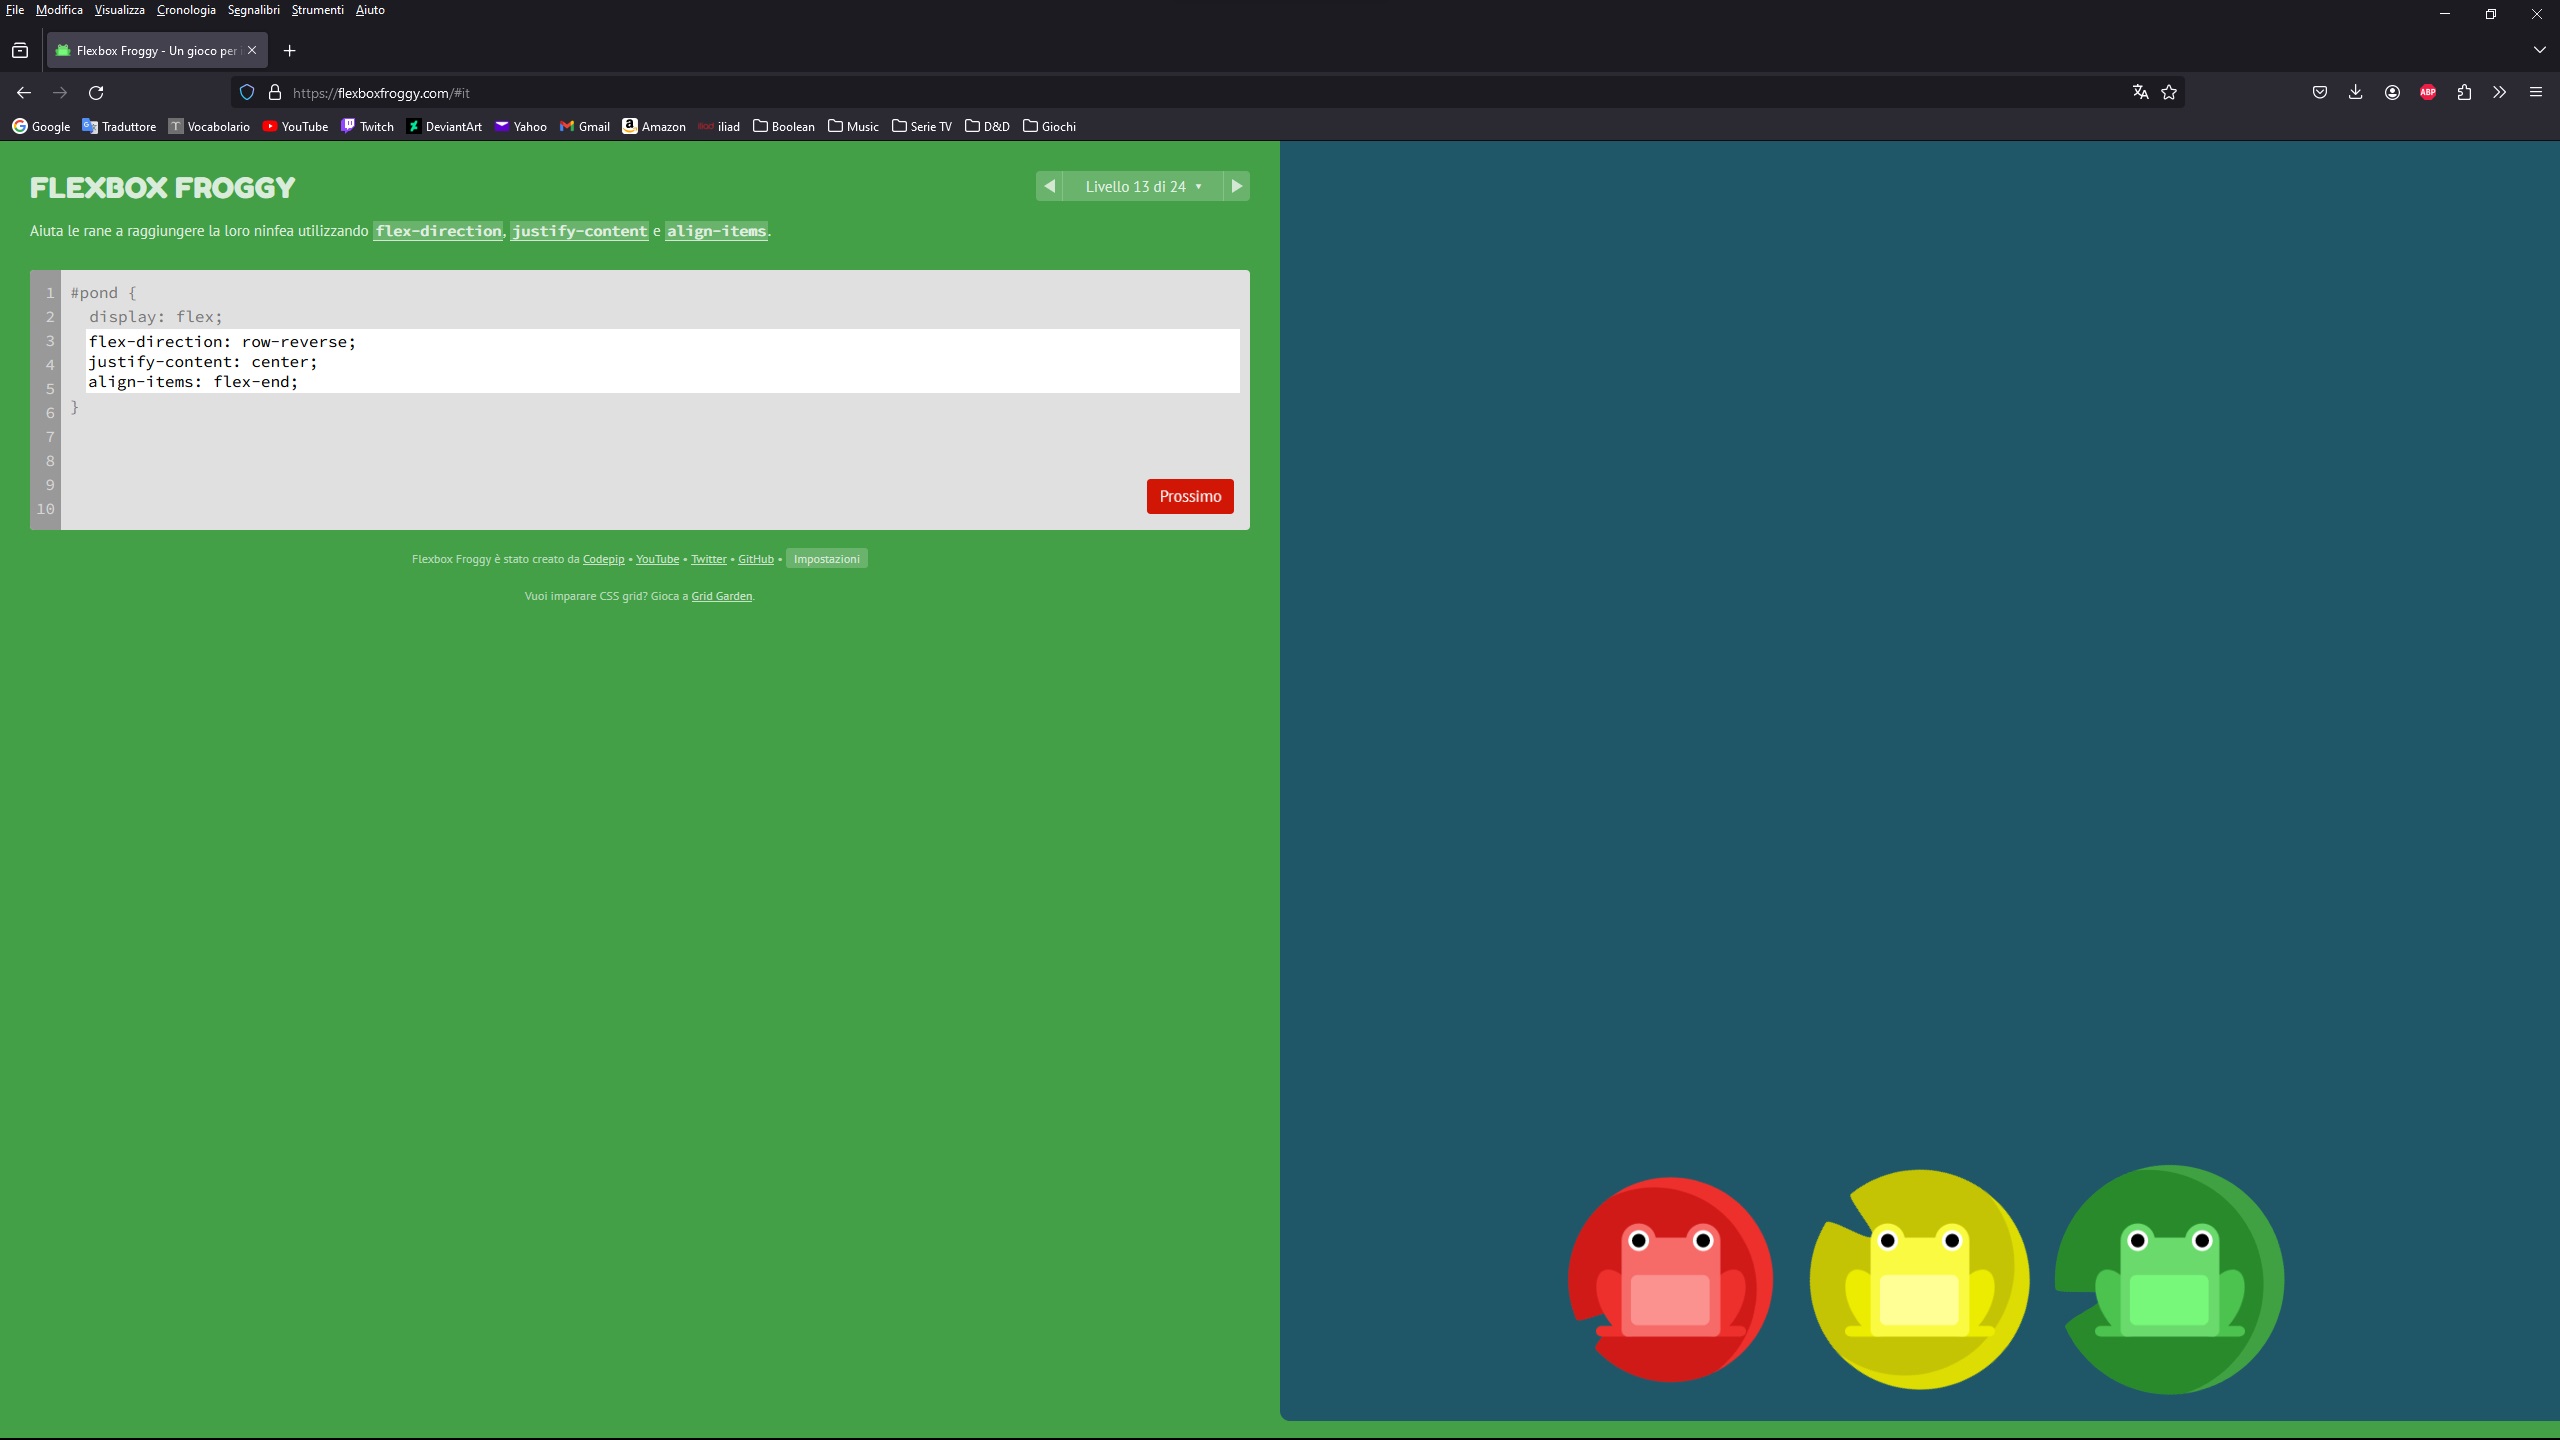 File Modifica Visualizza Cronologia Segnalibri Strumenti Aiuto
Flexbox Froggy - Un gioco per i
https://flexboxfroggy.com/#it
ABP
Google Traduttore Vocabolario YouTube Twitch DeviantArt Yahoo Gmail Amazon iliad Boolean Music Serie TV D&D Giochi
FLEXBOX FROGGY
Livello 13 di 24
Aiuta le rane a raggiungere la loro ninfea utilizzando flex-direction, justify-content e align-items.
1 #pond {
2 display: flex;
3 flex-direction: row-reverse;
4 justify-content: center;
5 align-items: flex-end;
6 }
7
8
9
10
Prossimo
Flexbox Froggy è stato creato da Codepip • YouTube • Twitter • GitHub • Impostazioni
Vuoi imparare CSS grid? Gioca a Grid Garden.